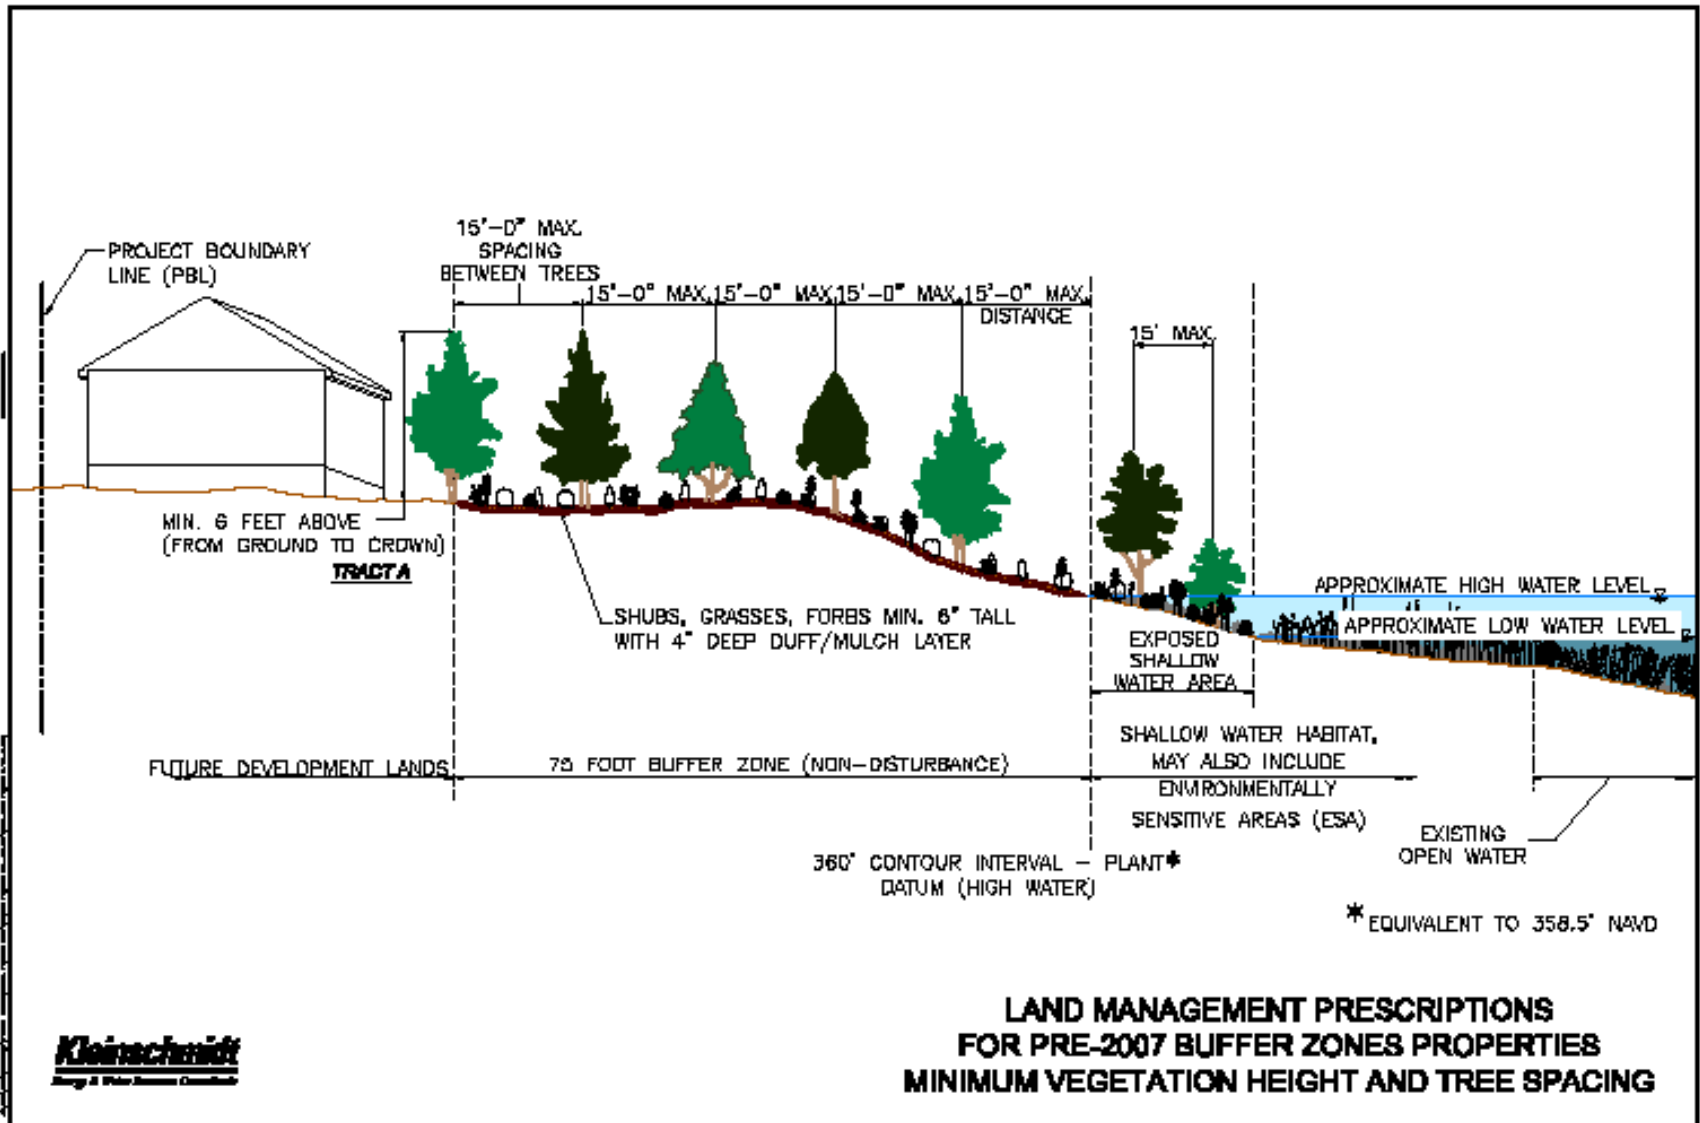 15'-0" MAX.
SPACING
BETWEEN TREES
PROJECT BOUNDARY
LINE (PBL)
15'-0" MAX. 15'-0" MAX. 15'-0" MAX. 15'-0" MAX.
DISTANCE
15' MAX.
MIN. 6 FEET ABOVE
(FROM GROUND TO CROWN)
TRACT A
SHUBS, GRASSES, FORBS MIN. 6" TALL
WITH 4" DEEP DUFF/MULCH LAYER
APPROXIMATE HIGH WATER LEVEL
APPROXIMATE LOW WATER LEVEL
EXPOSED
SHALLOW
WATER AREA
FUTURE DEVELOPMENT LANDS
75 FOOT BUFFER ZONE (NON-DISTURBANCE)
SHALLOW WATER HABITAT,
MAY ALSO INCLUDE
ENVIRONMENTALLY
SENSITIVE AREAS (ESA)
EXISTING
OPEN WATER
360' CONTOUR INTERVAL - PLANT*
DATUM (HIGH WATER)
* EQUIVALENT TO 358.5' NAVD
LAND MANAGEMENT PRESCRIPTIONS
FOR PRE-2007 BUFFER ZONES PROPERTIES
MINIMUM VEGETATION HEIGHT AND TREE SPACING
Kleinschmidt
Energy & Water Resource Consultants